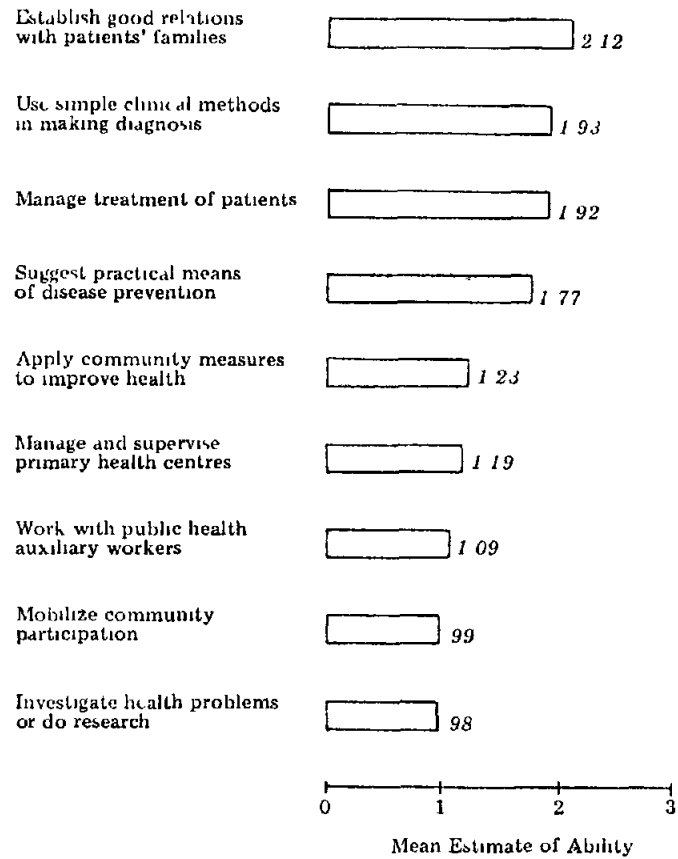 Establish good relations
with patients' families
2 12
Use simple clinical methods
in making diagnosis
1 93
Manage treatment of patients
1 92
Suggest practical means
of disease prevention
1 77
Apply community measures
to improve health
1 23
Manage and supervise
primary health centres
1 19
Work with public health
auxiliary workers
1 09
Mobilize community
participation
99
Investigate health problems
or do research
98
0 1 2 3
Mean Estimate of Ability